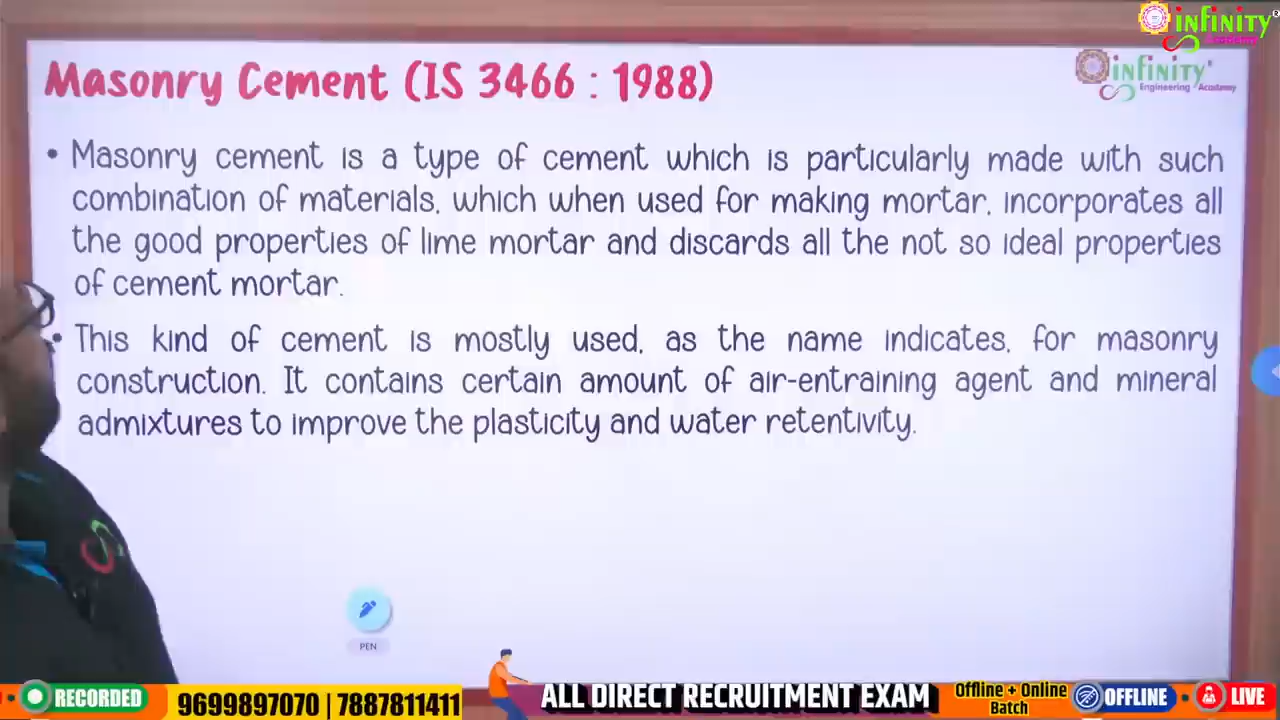 infinity
Academy
Masonry Cement (IS 3466 : 1988)
infinity
Engineering Academy
• Masonry cement is a type of cement which is particularly made with such
combination of materials, which when used for making mortar, incorporates all
the good properties of lime mortar and discards all the not so ideal properties
of cement mortar.
• This kind of cement is mostly used, as the name indicates, for masonry
construction. It contains certain amount of air-entraining agent and mineral
admixtures to improve the plasticity and water retentivity.
PEN
RECORDED
9699897070 | 7887811411
ALL DIRECT RECRUITMENT EXAM
Offline + Online
Batch
OFFLINE
LIVE